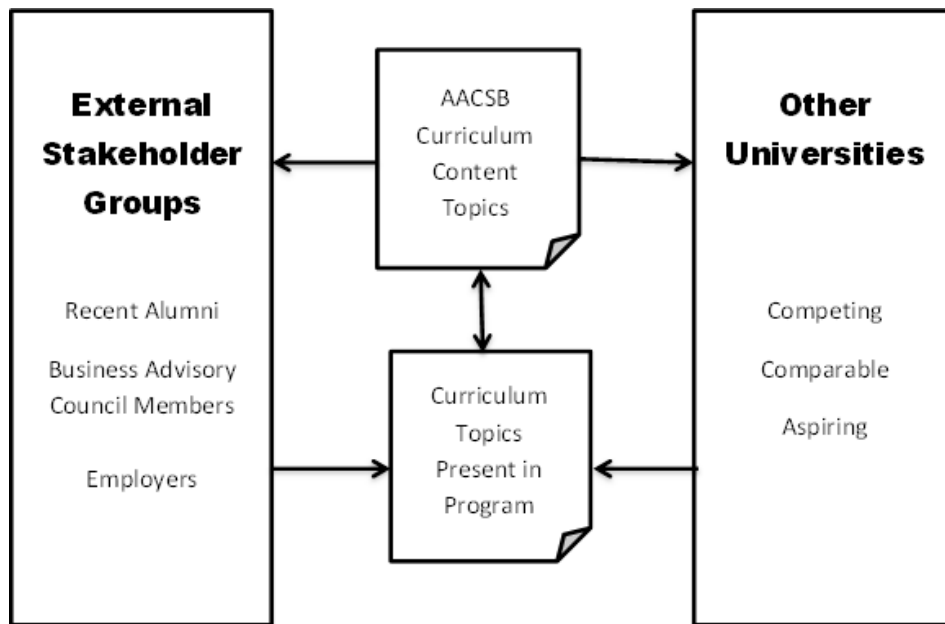 External
Stakeholder
Groups
Recent Alumni
Business Advisory
Council Members
Employers
AACSB
Curriculum
Content
Topics
Curriculum
Topics
Present in
Program
Other
Universities
Competing
Comparable
Aspiring